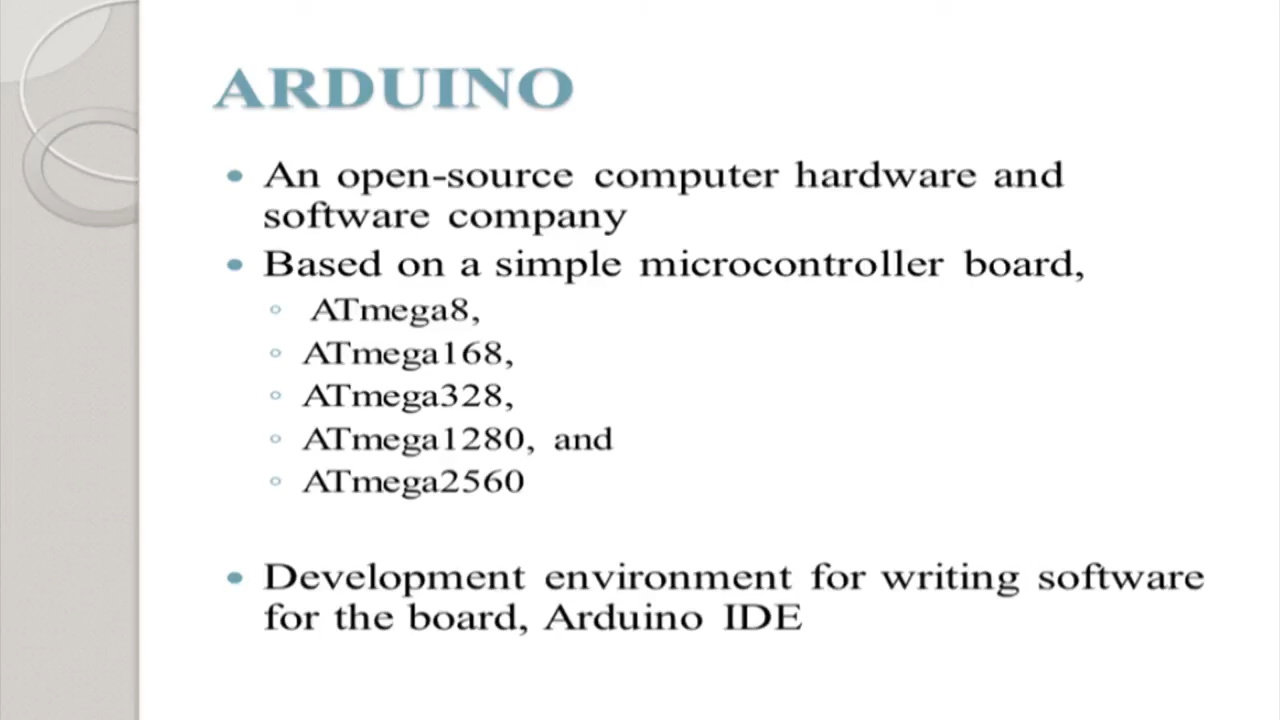 ARDUINO
An open-source computer hardware and
software company
Based on a simple microcontroller board,
ATmega8,
ATmega168,
ATmega328,
ATmega1280, and
ATmega2560
Development environment for writing software
for the board, Arduino IDE